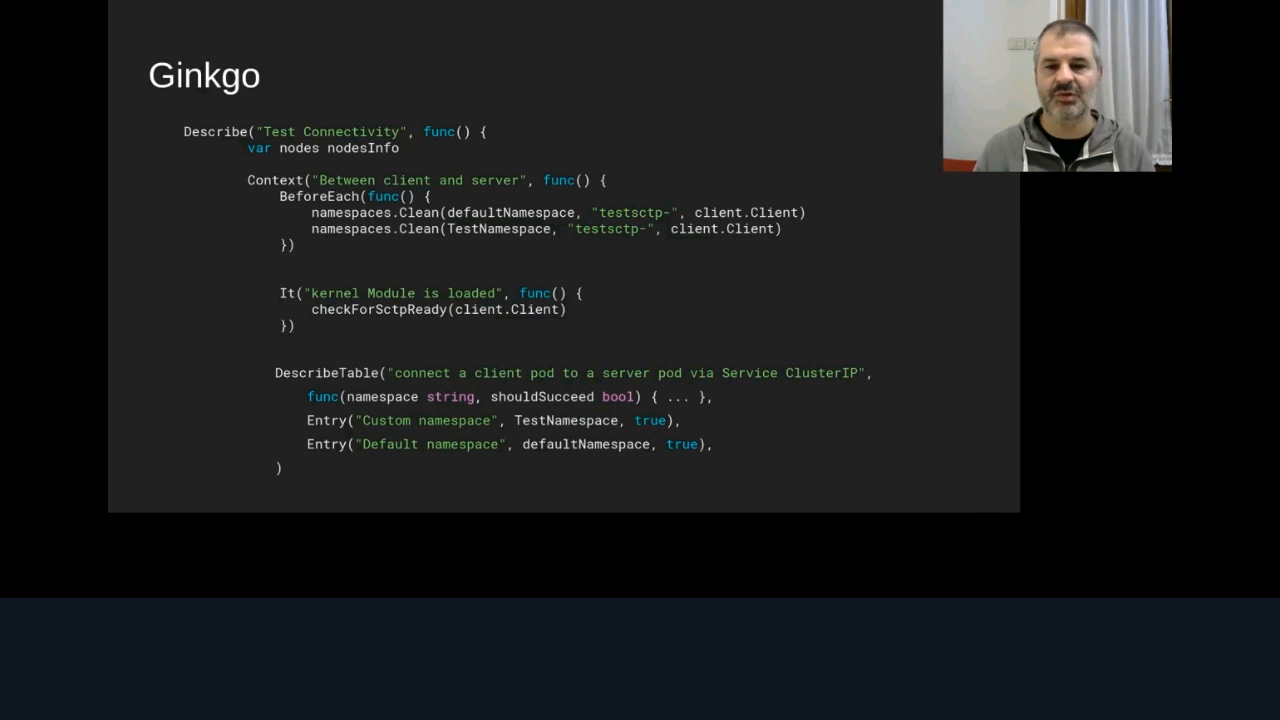 Ginkgo
Describe("Test Connectivity", func() {
var nodes nodesInfo
Context("Between client and server", func() {
BeforeEach(func() {
namespaces.Clean(defaultNamespace, "testsctp-", client.Client)
namespaces.Clean(TestNamespace, "testsctp-", client.Client)
})
It("kernel Module is loaded", func() {
checkForSctpReady(client.Client)
})
DescribeTable("connect a client pod to a server pod via Service ClusterIP",
func(namespace string, shouldSucceed bool) { ... },
Entry("Custom namespace", TestNamespace, true),
Entry("Default namespace", defaultNamespace, true),
)